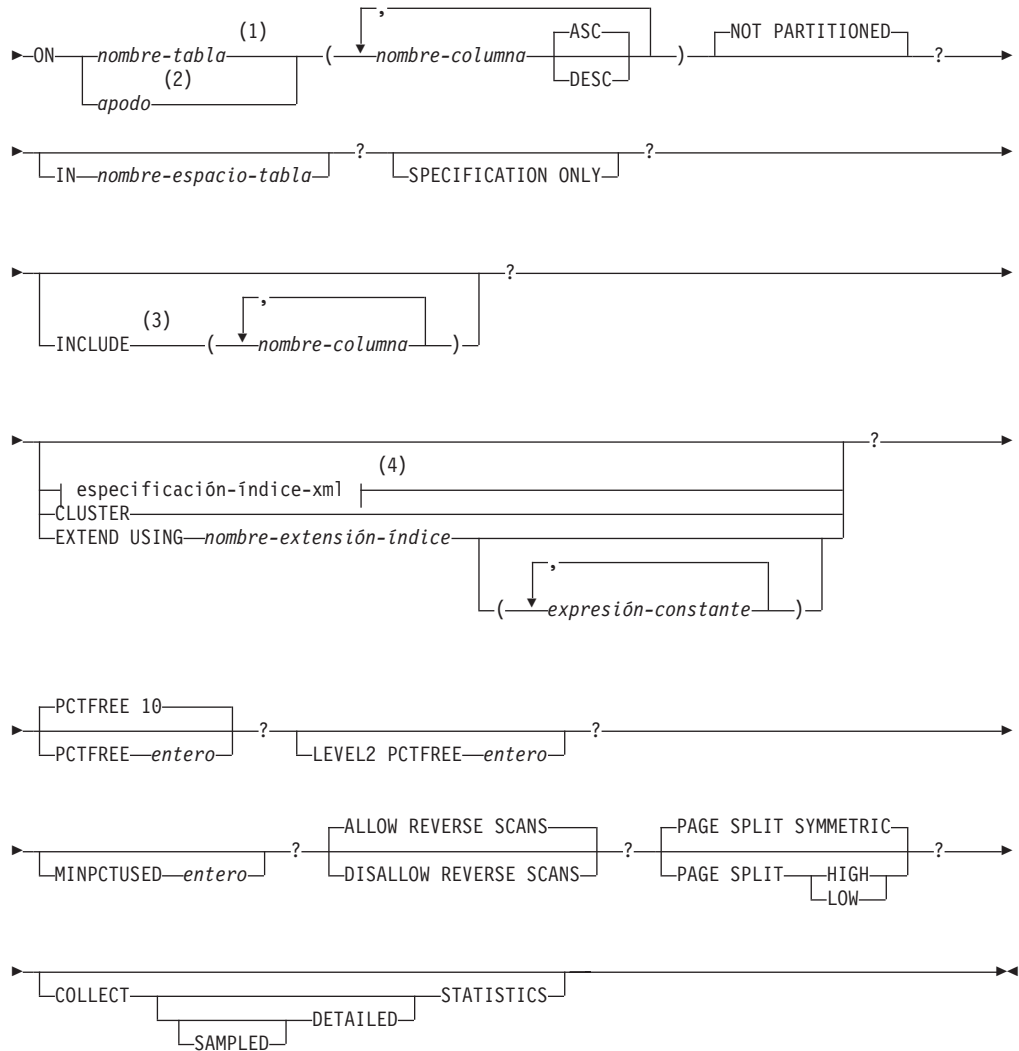 (1) , ASC NOT PARTITIONED
ON nombre-tabla ( nombre-columna ) ?
(2) DESC
apodo
? ? 
IN nombre-espacio-tabla SPECIFICATION ONLY
?
(3) ,
INCLUDE ( nombre-columna )
?
(4)
especificación-índice-xml
CLUSTER
EXTEND USING nombre-extensión-índice
,
( expresión-constante )
PCTFREE 10
? ?
PCTFREE entero LEVEL2 PCTFREE entero
ALLOW REVERSE SCANS PAGE SPLIT SYMMETRIC
? ? ?
MINPCTUSED entero DISALLOW REVERSE SCANS PAGE SPLIT HIGH
LOW
COLLECT STATISTICS
DETAILED
SAMPLED